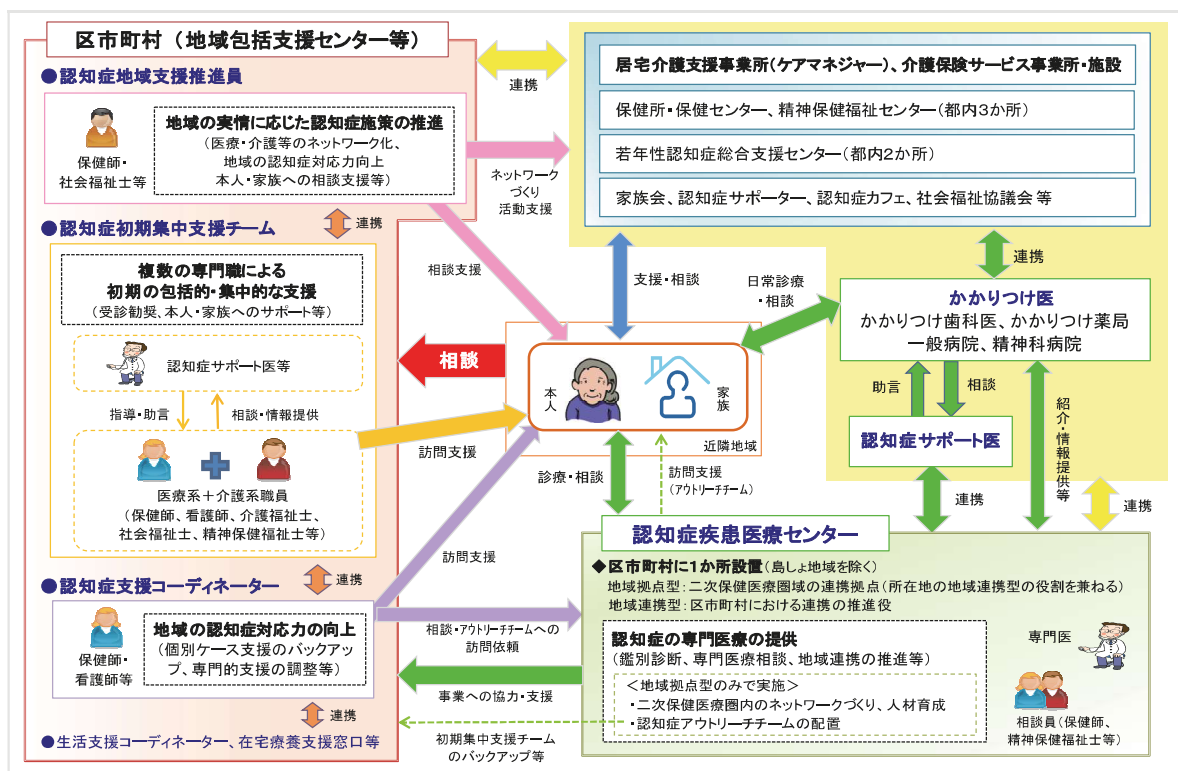 区市町村（地域包括支援センター等）
●認知症地域支援推進員
保健師・
社会福祉士等
地域の実情に応じた認知症施策の推進
（医療・介護等のネットワーク化、
地域の認知症対応力向上
本人・家族への相談支援等）
連携
●認知症初期集中支援チーム
複数の専門職による
初期の包括的・集中的な支援
（受診勧奨、本人・家族へのサポート等）
認知症サポート医等
指導・助言
相談・情報提供
医療系＋介護系職員
（保健師、看護師、介護福祉士、
社会福祉士、精神保健福祉士等）
連携
●認知症支援コーディネーター
保健師・
看護師等
地域の認知症対応力の向上
（個別ケース支援のバックアッ
プ、専門的支援の調整等）
連携
●生活支援コーディネーター、在宅療養支援窓口等
連携
ネットワーク
づくり
活動支援
相談支援
相談
訪問支援
訪問支援
相談・アウトリーチチームへの
訪問依頼
事業への協力・支援
初期集中支援チーム
のバックアップ等
居宅介護支援事業所（ケアマネジャー）、介護保険サービス事業所・施設
保健所・保健センター、精神保健福祉センター（都内３か所）
若年性認知症総合支援センター（都内２か所）
家族会、認知症サポーター、認知症カフェ、社会福祉協議会 等
支援・相談
日常診療
・相談
連携
本人
家族
近隣地域
診療・相談
訪問支援
（アウトリーチチーム）
かかりつけ医
かかりつけ歯科医、かかりつけ薬局
一般病院、精神科病院
助言
相談
認知症サポート医
連携
紹介・情報提供等
連携
認知症疾患医療センター
◆区市町村に１か所設置（島しょ地域を除く）
地域拠点型：二次保健医療圏域の連携拠点（所在地の地域連携型の役割を兼ねる）
地域連携型：区市町村における連携の推進役
認知症の専門医療の提供
（鑑別診断、専門医療相談、地域連携の推進等）
＜地域拠点型のみで実施＞
・二次保健医療圏内のネットワークづくり、人材育成
・認知症アウトリーチチームの配置
専門医
相談員（保健師、
精神保健福祉士等）